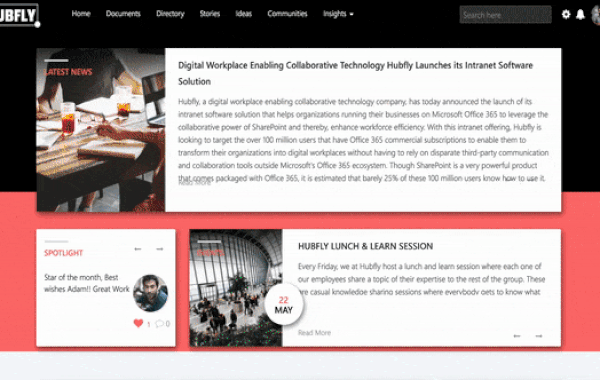 HUBFLY
Home Documents Directory Stories Ideas Communities Insights
Search here
LATEST NEWS
Digital Workplace Enabling Collaborative Technology Hubfly Launches its Intranet Software
Solution
Hubfly, a digital workplace enabling collaborative technology company, has today announced the launch of its
intranet software solution that helps organizations running their businesses on Microsoft Office 365 to leverage the
collaborative power of SharePoint and thereby, enhance workforce efficiency. With this intranet offering, Hubfly is
looking to target the over 100 million users that have Office 365 commercial subscriptions to enable them to
transform their organizations into digital workplaces without having to rely on disparate third-party communication
and collaboration tools outside Microsoft's Office 365 ecosystem. Though SharePoint is a very powerful product
that comes packaged with Office 365, it is estimated that barely 25% of these 100 million users know how to use it.
Read More
SPOTLIGHT
Star of the month, Best
wishes Adam!! Great Work
1 0
22
MAY
HUBFLY LUNCH & LEARN SESSION
Every Friday, we at Hubfly host a lunch and learn session where each one of
our employees share a topic of their expertise to the rest of the group. These
are casual knowledge sharing sessions where everybody gets to know what
Read More